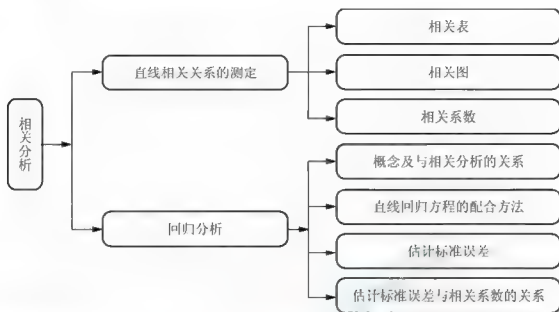 相关分析
直线相关关系的测定
相关表
相关图
相关系数
回归分析
概念及与相关分析的关系
直线回归方程的配合方法
估计标准误差
估计标准误差与相关系数的关系